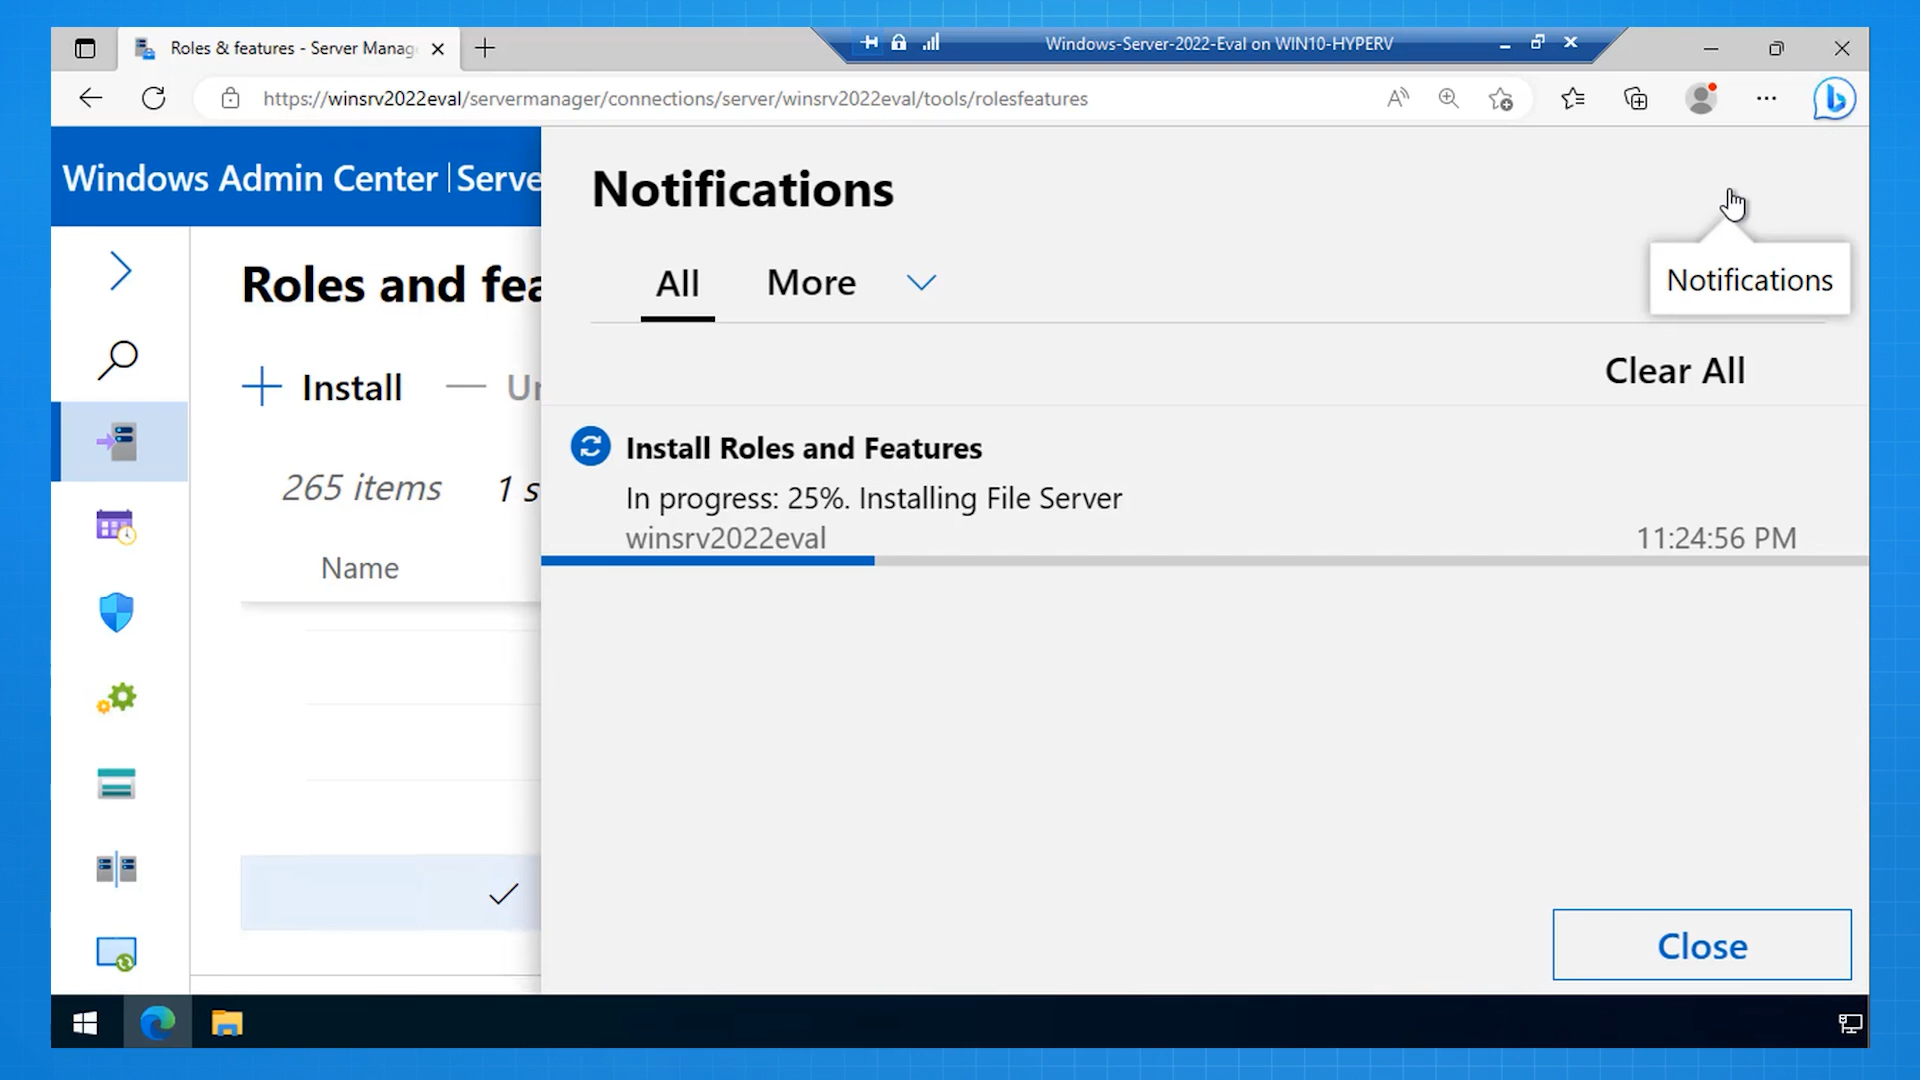 Roles & features - Server Manag
Windows-Server-2022-Eval on WIN10-HYPERV
https://winsrv2022eval/servermanager/connections/server/winsrv2022eval/tools/rolesfeatures
Windows Admin Center | Serve
Notifications
Notifications
All More
Roles and fea
Clear All
Install Un
Install Roles and Features
265 items 1 s
In progress: 25%. Installing File Server
winsrv2022eval 11:24:56 PM
Name
Close